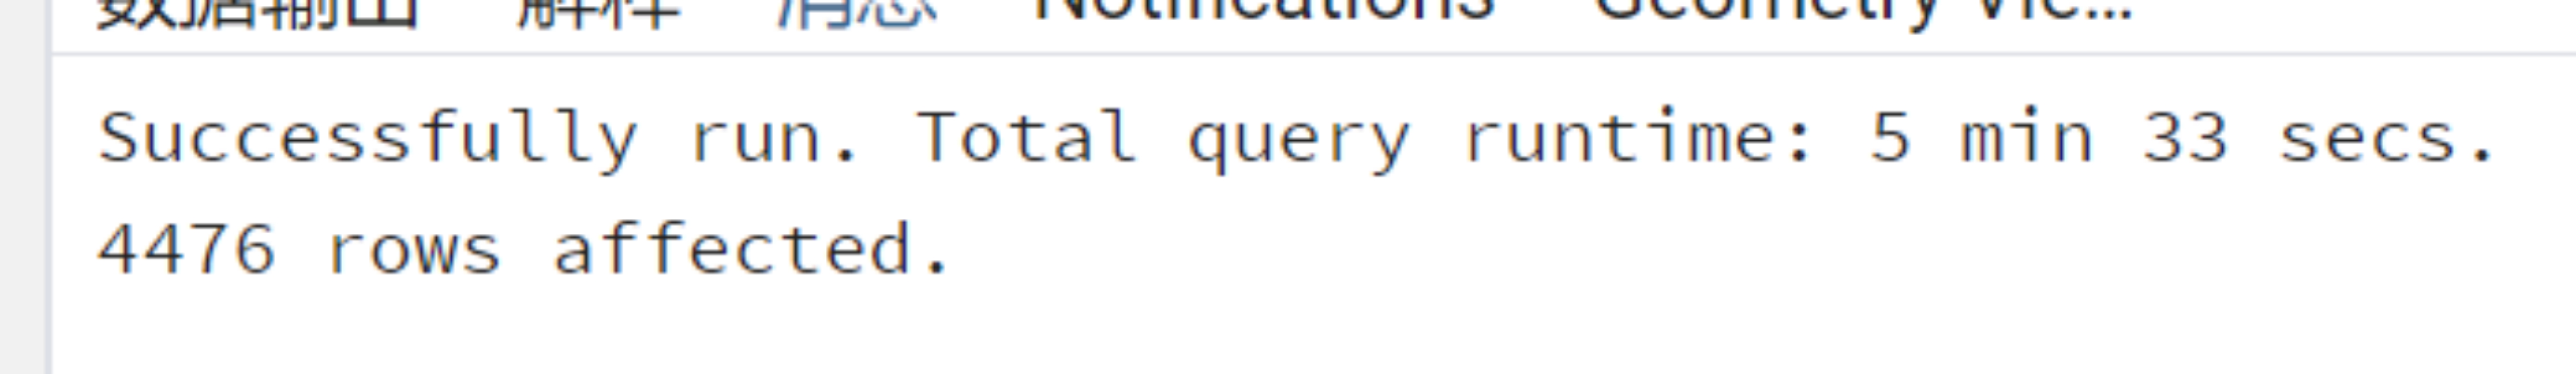 数据输出 解释 消息 Notifications Geometry Vie...
Successfully run. Total query runtime: 5 min 33 secs.
4476 rows affected.